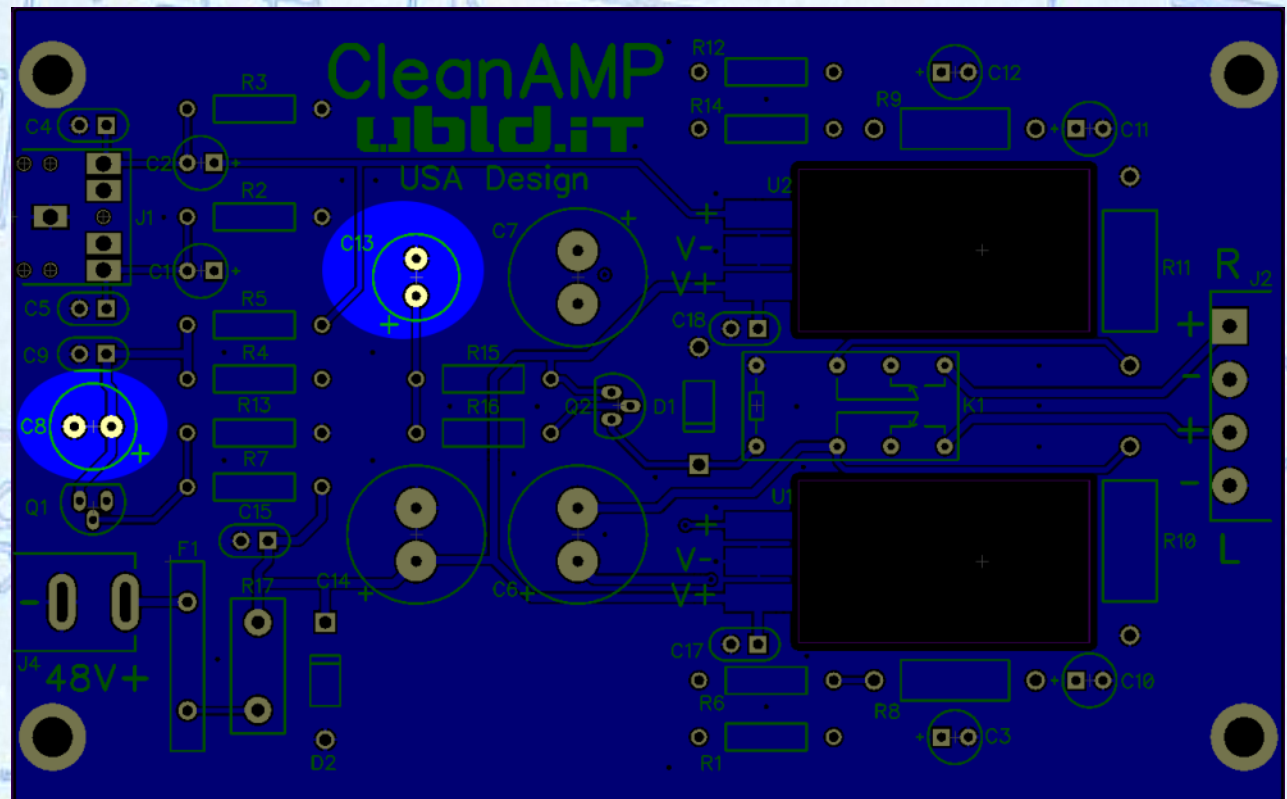 CleanAMP
ubld.it
USA Design
R12
C12
R3
R14
R9
C11
C4
C2
+
U2
R2
J1
+
V-
V+
C13
C7
+
R11
R
J2
C1
+
C5
R5
+
C18
+
C9
R4
R15
-
R13
R16
Q2
D1
K1
+
C8
+
-
R7
U1
Q1
C15
+
V-
V+
L
R10
F1
C14
+
C6
+
R17
-
J4
48V+
C17
R6
R8
+
C10
D2
R1
+
C3
+
+